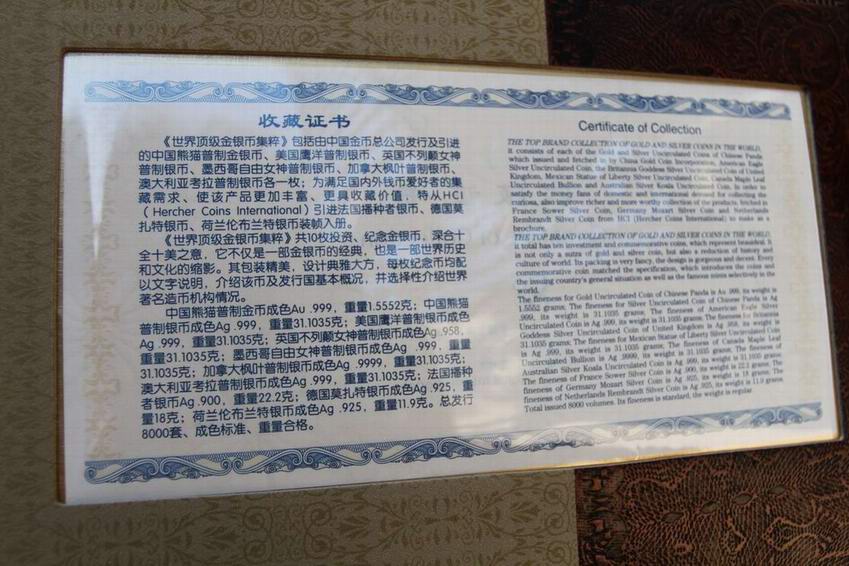 收藏证书
《世界顶级金银币集粹》包括由中国金币总公司发行及引进
的中国熊猫普制金银币、美国鹰洋普制银币、英国不列颠女神
普制银币、墨西哥自由女神普制银币、加拿大枫叶普制银币、
澳大利亚考拉普制银币各一枚；为满足国内外钱币爱好者的集
藏需求、使该产品更加丰富、更具收藏价值，特从HCI
（Hercher Coins International）引进法国播种者银币、德国莫
扎特银币、荷兰伦布兰特银币装帧入册。
《世界顶级金银币集粹》共10枚投资、纪念金银币，深合十
全十美之意，它不仅是一部金银币的经典，也是一部世界历史
和文化的缩影。其包装精美，设计典雅大方，每枚纪念币均配
以文字说明，介绍该币及发行国基本概况，并选择性介绍世界
著名造币机构情况。
中国熊猫普制金币成色Au .999，重量1.5552克；中国熊猫
普制银币成色Ag .999，重量31.1035克；美国鹰洋普制银币成色
Ag .999，重量31.1035克；英国不列颠女神普制银币成色Ag .958，
重量31.1035克；墨西哥自由女神普制银币成色Ag .999，重量
31.1035克；加拿大枫叶普制银币成色Ag .9999，重量31.1035克；
澳大利亚考拉普制银币成色Ag .999，重量31.1035克；法国播种
者银币Ag .900，重量22.2克；德国莫扎特银币成色Ag .925，重
量18克；荷兰伦布兰特银币成色Ag .925，重量11.9克。总发行
8000套、成色标准、重量合格。
Certificate of Collection
THE TOP BRAND COLLECTION OF GOLD AND SILVER COINS IN THE WORLD,
it consists of each of the Gold and Silver Uncirculated Coins of Chinese Panda
which issued and fetched in by China Gold Coin Incorporation, American Eagle
Silver Uncirculated Coin, the Britannia Goddess Silver Uncirculated Coin of United
Kingdom, Mexican Statue of Liberty Silver Uncirculated Coin, Canada Maple Leaf
Uncirculated Bullion and Australian Silver Koala Uncirculated Coin, in order to
satisfy the money fans of domestic and international demand for collecting the
curiosa, also improve richer and more worthy collection of the products, fetched in
France Sower Silver Coin, Germany Mozart Silver Coin and Netherlands
Rembrandt Silver Coin from HCI (Hercher Coins International) to make as a
brochure.
THE TOP BRAND COLLECTION OF GOLD AND SILVER COINS IN THE WORLD,
it total has ten investment and commemorative coins, which represent beautideal. It
is not only a sutra of gold and silver coin, but also a reduction of history and
culture of world. Its packing is very fancy, the design is gorgeous and decent. Every
commemorative coin matched the specification, which introduces the coins and
the issuing country's general situation as well as the famous mints selectively in the
world.
The fineness for Gold Uncirculated Coin of Chinese Panda is Au .999, its weight is
1.5552 grams; The fineness for Silver Uncirculated Coin of Chinese Panda is Ag
.999, its weight is 31.1035 grams; The fineness for American Eagle Silver
Uncirculated Coin is Ag .999, its weight is 31.1035 grams; The fineness for Britannia
Goddess Silver Uncirculated Coin of United Kingdom is Ag .958, its weight is
31.1035 grams; The fineness for Mexican Statue of Liberty Silver Uncirculated Coin
is Ag .999, its weight is 31.1035 grams; The fineness of Canada Maple Leaf
Uncirculated Bullion is Ag .9999, its weight is 31.1035 grams; The fineness of
Australian Silver Koala Uncirculated Coin is Ag .999, its weight is 31.1035 grams;
The fineness of France Sower Silver Coin is Ag .900, its weight is 22.2 grams; The
fineness of Germany Mozart Silver Coin is Ag .925, its weight is 18 grams; The
fineness of Netherlands Rembrandt Silver Coin is Ag .925, its weight is 11.9 grams.
Total issued 8000 volumes. Its fineness is standard, the weight is regular.